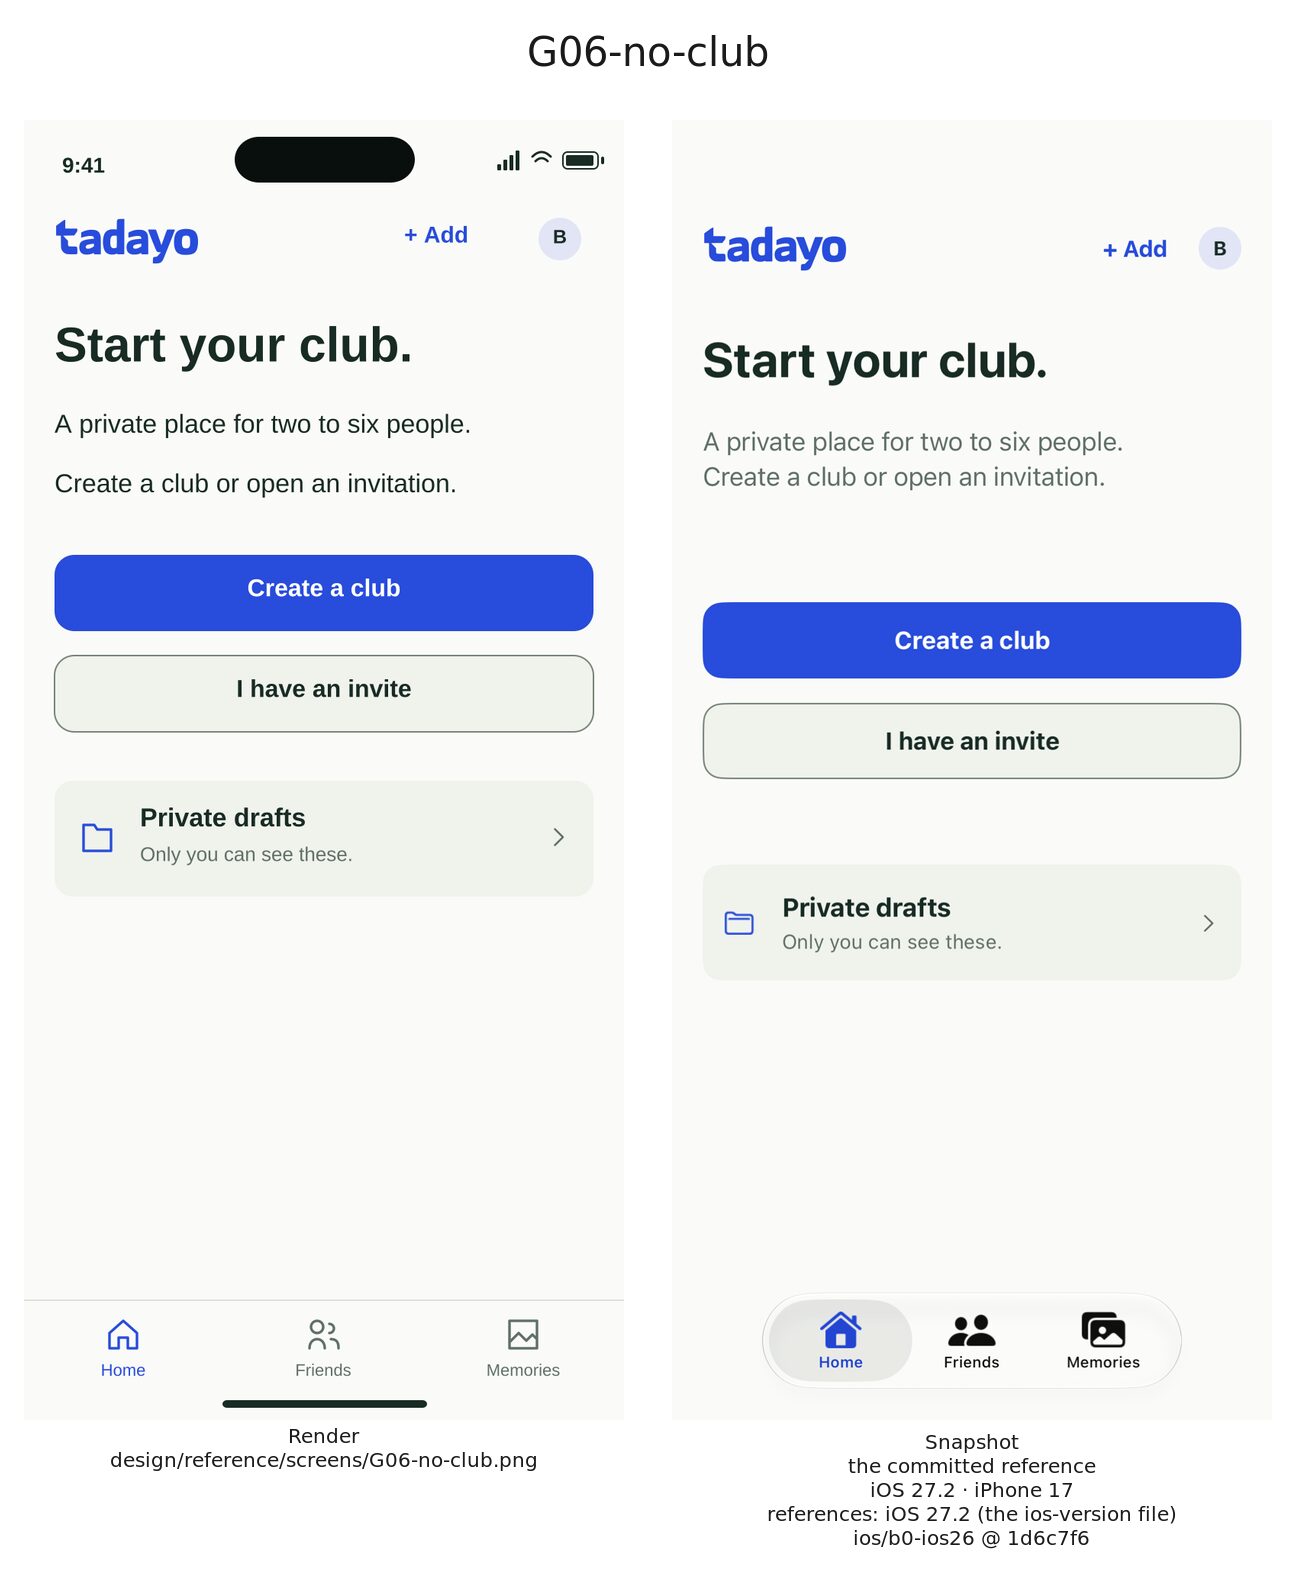 G06-no-club
9:41
tadayo
+ Add
B
Start your club.
A private place for two to six people.
Create a club or open an invitation.
Create a club
I have an invite
Private drafts
Only you can see these.
Home
Friends
Memories
Render
design/reference/screens/G06-no-club.png
tadayo
+ Add
B
Start your club.
A private place for two to six people.
Create a club or open an invitation.
Create a club
I have an invite
Private drafts
Only you can see these.
Home
Friends
Memories
Snapshot
the committed reference
iOS 27.2 · iPhone 17
references: iOS 27.2 (the ios-version file)
ios/b0-ios26 @ 1d6c7f6